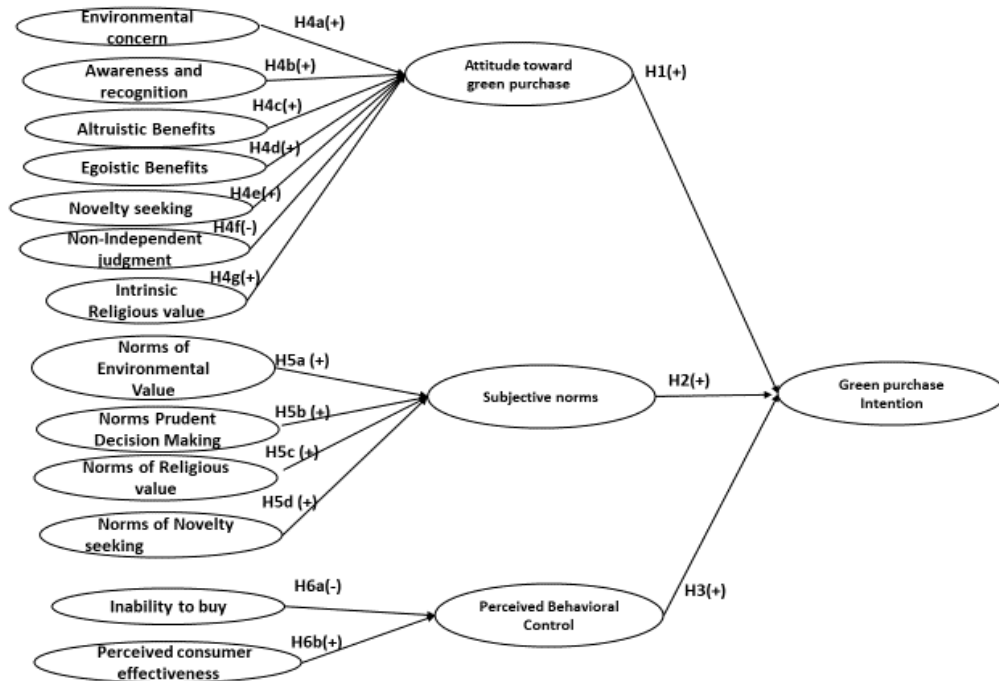 Environmental
concern
H4a(+)
Awareness and
recognition
H4b(+)
Altruistic Benefits
H4c(+)
Egoistic Benefits
H4d(+)
Novelty seeking
H4e(+)
Non-Independent
judgment
H4f(-)
Intrinsic
Religious value
H4g(+)
Attitude toward
green purchase
H1(+)
Norms of
Environmental
Value
H5a (+)
Norms Prudent
Decision Making
H5b (+)
Norms of Religious
value
H5c (+)
Norms of Novelty
seeking
H5d (+)
Subjective norms
H2(+)
Green purchase
Intention
Inability to buy
H6a(-)
Perceived consumer
effectiveness
H6b(+)
Perceived Behavioral
Control
H3(+)